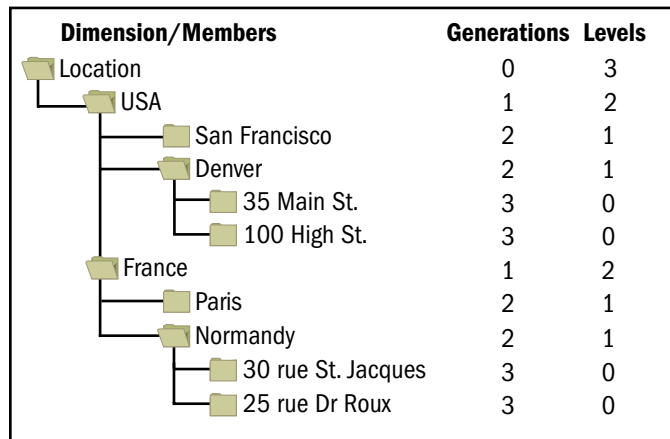 Dimension/Members Generations Levels
Location 0 3
USA 1 2
San Francisco 2 1
Denver 2 1
35 Main St. 3 0
100 High St. 3 0
France 1 2
Paris 2 1
Normandy 2 1
30 rue St. Jacques 3 0
25 rue Dr Roux 3 0